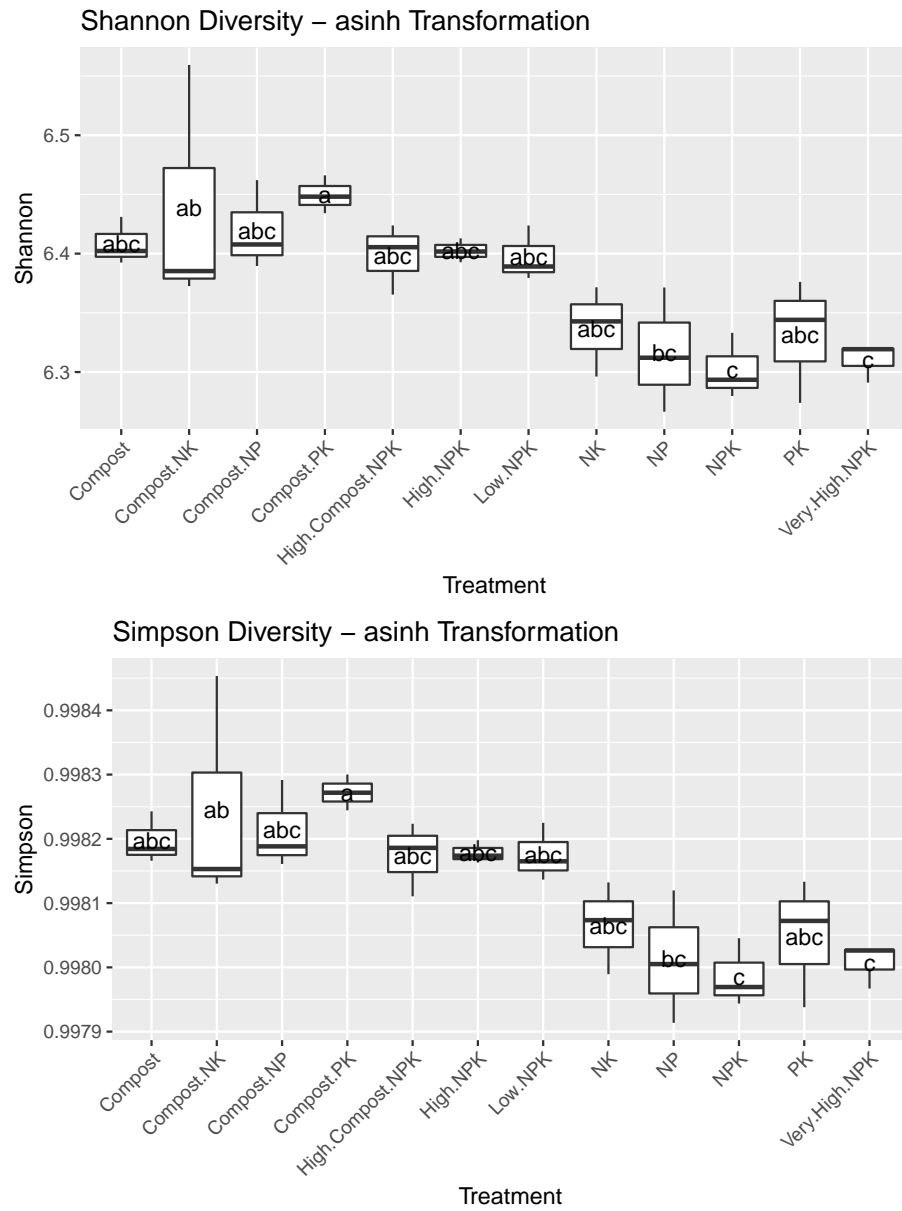 Shannon Diversity − asinh Transformation
Shannon
6.5
6.4
6.3
abc
ab
abc
a
abc
abc
abc
abc
bc
c
abc
c
Compost
Compost.NK
Compost.NP
Compost.PK
High.Compost.NPK
High.NPK
Low.NPK
NK
NP
NPK
PK
Very.High.NPK
Treatment
Simpson Diversity − asinh Transformation
Simpson
0.9984
0.9983
0.9982
0.9981
0.9980
0.9979
abc
ab
abc
a
abc
abc
abc
abc
bc
c
abc
c
Compost
Compost.NK
Compost.NP
Compost.PK
High.Compost.NPK
High.NPK
Low.NPK
NK
NP
NPK
PK
Very.High.NPK
Treatment